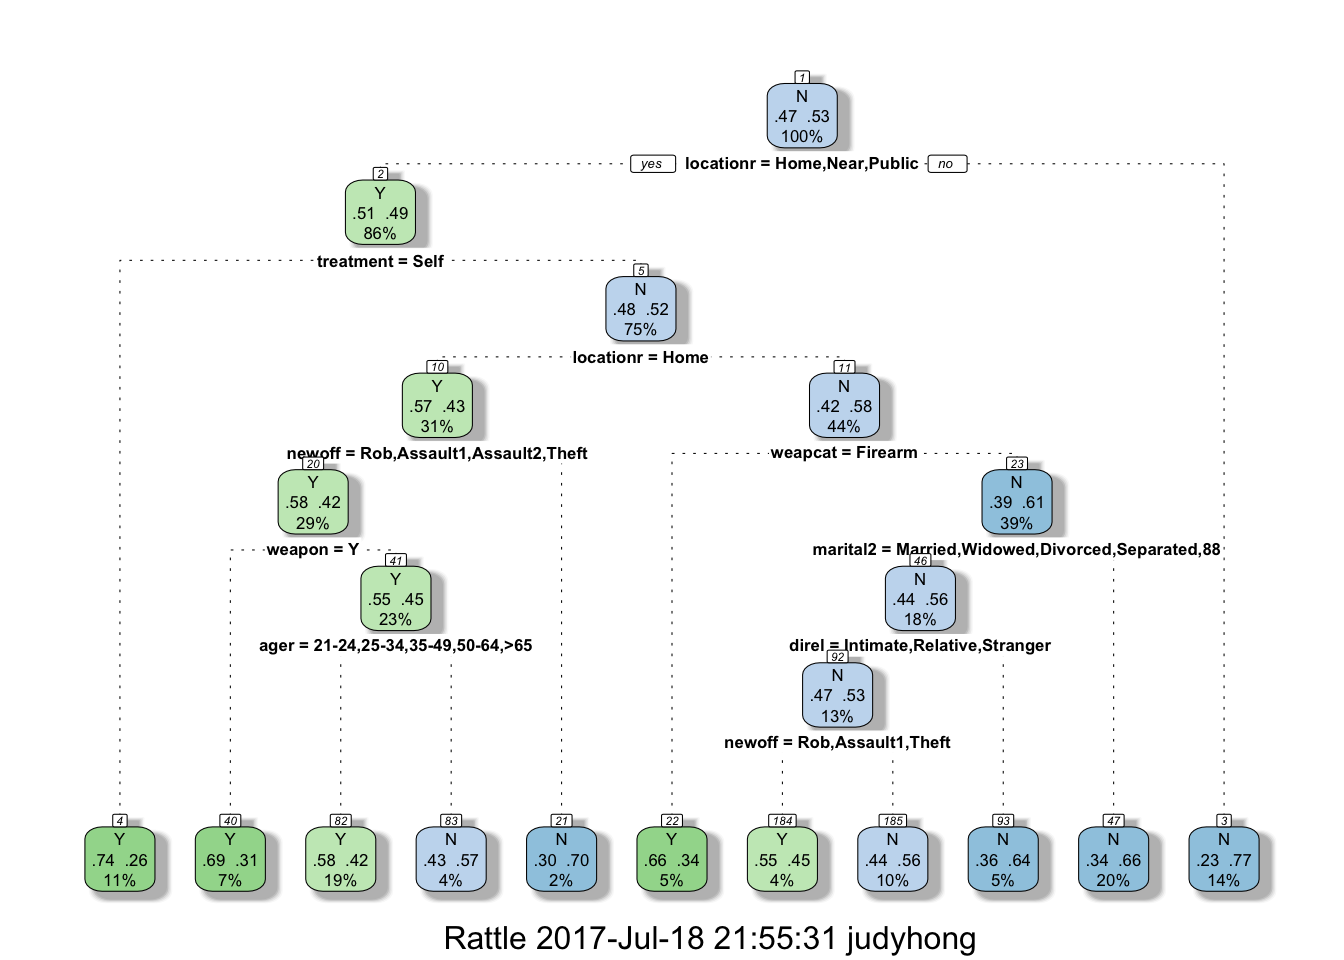 1
N
.47 .53
100%
yes locationr = Home,Near,Public no
2
Y
.51 .49
86%
treatment = Self
5
N
.48 .52
75%
locationr = Home
10
Y
.57 .43
31%
11
N
.42 .58
44%
newoff = Rob,Assault1,Assault2,Theft
weapcat = Firearm
20
Y
.58 .42
29%
23
N
.39 .61
39%
weapon = Y
marital2 = Married,Widowed,Divorced,Separated,88
41
Y
.55 .45
23%
46
N
.44 .56
18%
ager = 21-24,25-34,35-49,50-64,>65
direl = Intimate,Relative,Stranger
92
N
.47 .53
13%
newoff = Rob,Assault1,Theft
4
Y
.74 .26
11%
40
Y
.69 .31
7%
82
Y
.58 .42
19%
83
N
.43 .57
4%
21
N
.30 .70
2%
22
Y
.66 .34
5%
184
Y
.55 .45
4%
185
N
.44 .56
10%
93
N
.36 .64
5%
47
N
.34 .66
20%
3
N
.23 .77
14%
Rattle 2017-Jul-18 21:55:31 judyhong